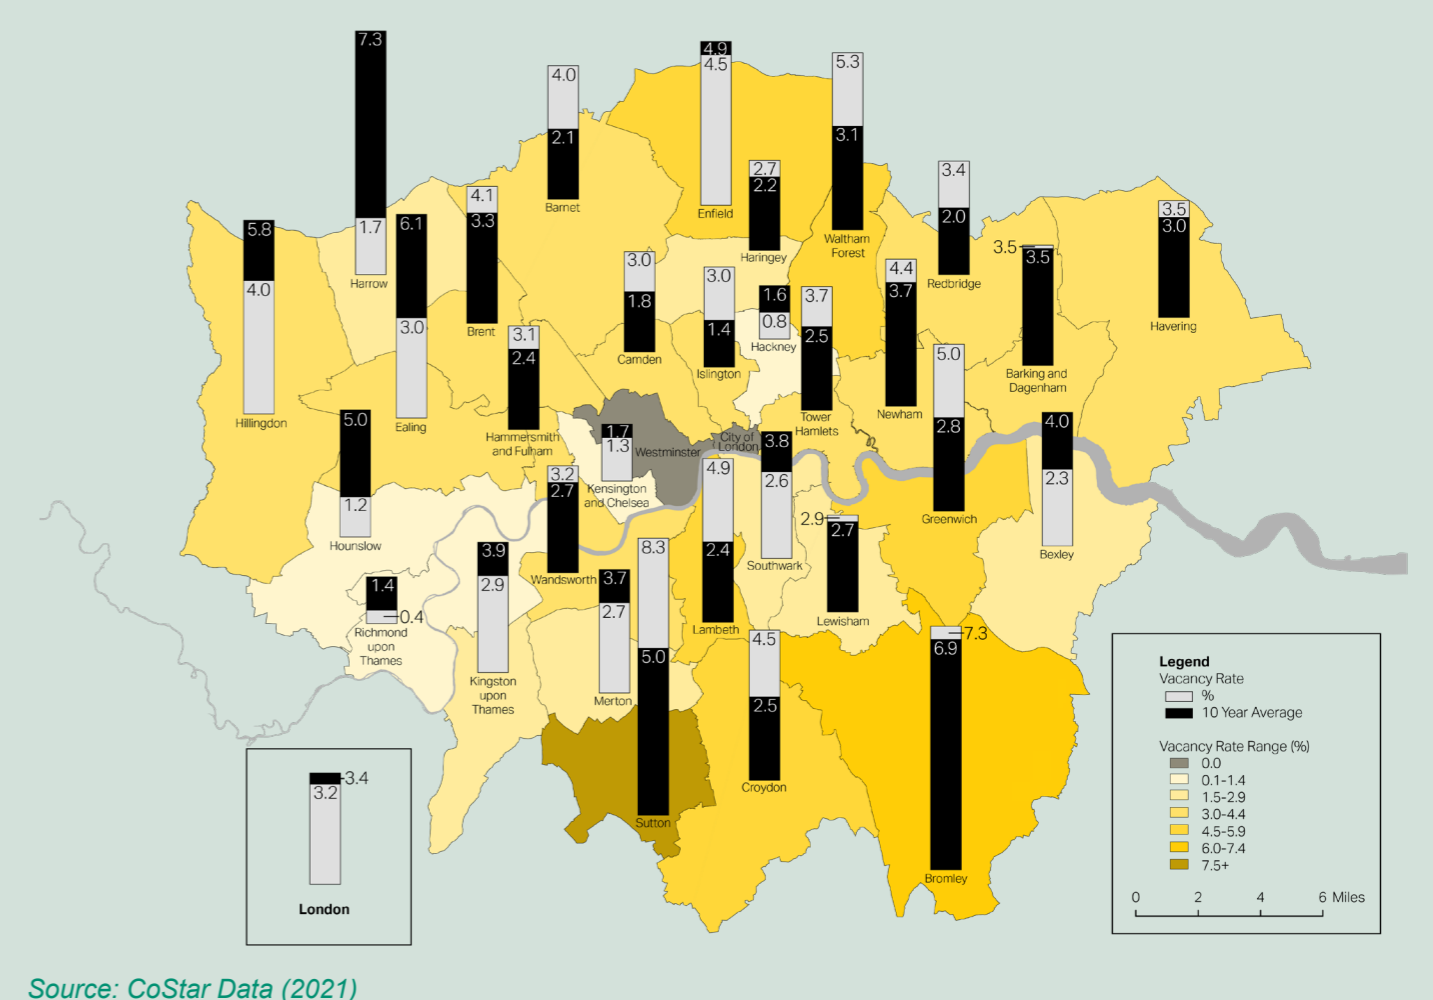 7.3
1.7
Harrow
4.0
2.1
Barnet
4.9
4.5
Enfield
5.3
3.1
Waltham
Forest
2.7
2.2
Haringey
3.4
2.0
Redbridge
3.5
3.0
Havering
5.8
4.0
Hillingdon
6.1
3.0
Ealing
4.1
3.3
Brent
3.0
1.8
Camden
3.0
1.4
Islington
1.6
0.8
Hackney
3.7
2.5
Tower
Hamlets
4.4
3.7
Newham
3.5
3.5
Barking and
Dagenham
3.1
2.4
Hammersmith
and Fulham
5.0
2.8
Greenwich
5.0
1.2
Hounslow
1.7
1.3
Kensington
and Chelsea
Westminster
City of
London
3.8
2.6
Southwark
4.0
2.3
Bexley
3.2
2.7
Wandsworth
4.9
2.4
Lambeth
2.9
2.7
Lewisham
1.4
0.4
Richmond
upon
Thames
3.9
2.9
Kingston
upon
Thames
3.7
2.7
Merton
8.3
5.0
Sutton
4.5
2.5
Croydon
7.3
6.9
Bromley
3.4
3.2
London
Legend
Vacancy Rate
%
10 Year Average
Vacancy Rate Range (%)
0.0
0.1-1.4
1.5-2.9
3.0-4.4
4.5-5.9
6.0-7.4
7.5+
0 2 4 6 Miles
Source: CoStar Data (2021)